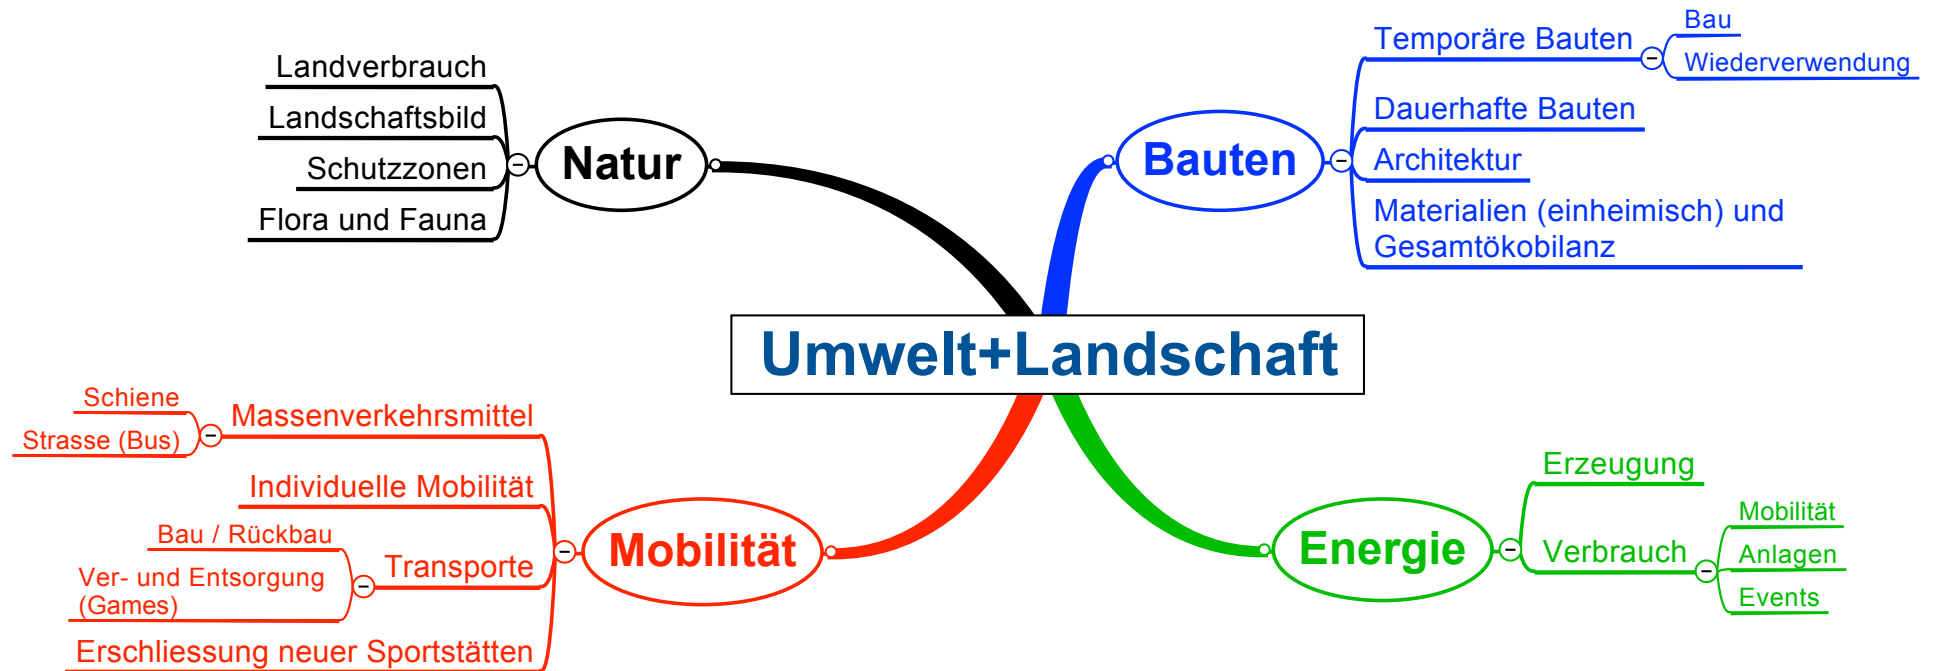 Umwelt+Landschaft
Natur
Landverbrauch
Landschaftsbild
Schutzzonen
Flora und Fauna
Bauten
Temporäre Bauten
Bau
Wiederverwendung
Dauerhafte Bauten
Architektur
Materialien (einheimisch) und
Gesamtökobilanz
Mobilität
Massenverkehrsmittel
Schiene
Strasse (Bus)
Individuelle Mobilität
Transporte
Bau / Rückbau
Ver- und Entsorgung
(Games)
Erschliessung neuer Sportstätten
Energie
Erzeugung
Verbrauch
Mobilität
Anlagen
Events